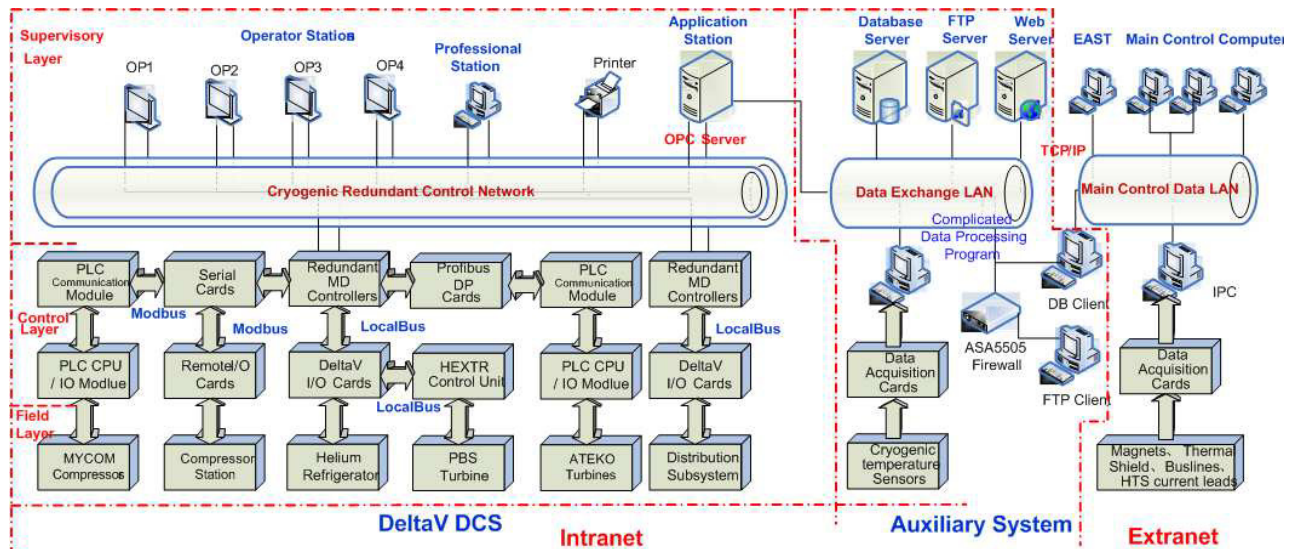 Supervisory
Layer
Operator Stations
OP1
OP2
OP3
OP4
Professional
Station
Printer
Application
Station
OPC Server
Database
Server
FTP
Server
Web
Server
EAST
Main Control Computer
TCP/IP
Cryogenic Redundant Control Network
Data Exchange LAN
Main Control Data LAN
Complicated
Data Processing
Program
PLC
Communication
Module
Serial
Cards
Redundant
MD
Controllers
Profibus
DP
Cards
PLC
Communication
Module
Redundant
MD
Controllers
DB Client
IPC
Control
Layer
Modbus
Modbus
LocalBus
LocalBus
ASA5505
Firewall
PLC CPU
/ IO Modlue
RemoteI/O
Cards
DeltaV
I/O Cards
HEXTR
Control Unit
PLC CPU
/ IO Modlue
DeltaV
I/O Cards
Data
Acquisition
Cards
Data
Acquisition
Cards
LocalBus
FTP Client
Field
Layer
MYCOM
Compressors
Compressor
Station
Helium
Refrigerator
PBS
Turbine
ATEKO
Turbines
Distribution
Subsystem
Cryogenic
temperature
Sensors
Magnets、Thermal
Shield、Buslines、
HTS current leads
DeltaV DCS
Intranet
Auxiliary System
Extranet